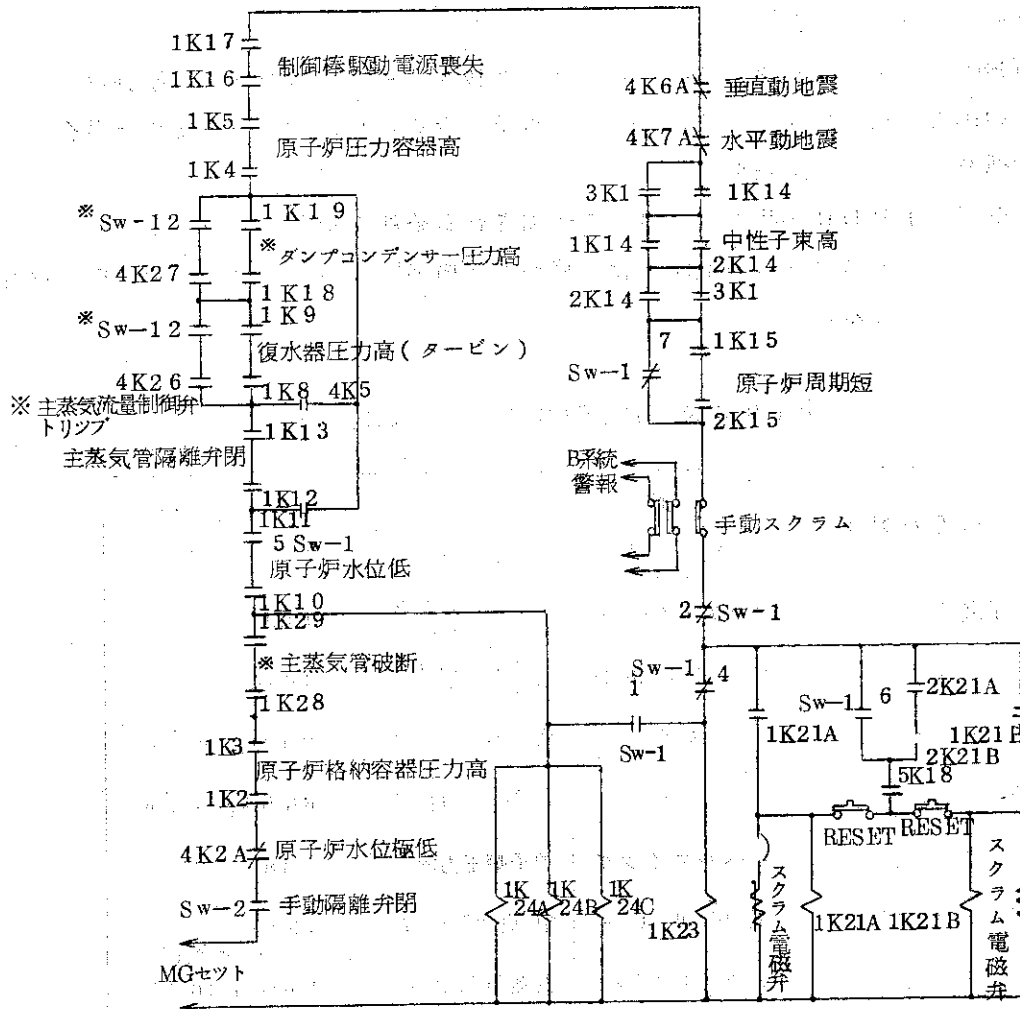 1K17
制御棒駆動電源喪失
1K16
1K5
原子炉圧力容器高
1K4
※Sw-12
1K19
※ダンプコンデンサー圧力高
4K27
1K18
※Sw-12
1K9
復水器圧力高(タービン)
4K26
1K8
4K5
※主蒸気流量制御弁
トリップ
1K13
主蒸気管隔離弁閉
1K12
1K11
5 Sw-1
原子炉水位低
1K10
1K29
※主蒸気管破断
1K28
1K3
原子炉格納容器圧力高
1K2
4K2A
原子炉水位極低
Sw-2
手動隔離弁閉
MGセット
4K6A
垂直動地震
4K7A
水平動地震
3K1
1K14
1K14
中性子束高
2K14
2K14
3K1
7
1K15
Sw-1
原子炉周期短
2K15
B系統
警報
手動スクラム
2
Sw-1
Sw-1
4
1
Sw-1
1K
24A
1K
24B
1K
24C
1K23
1K21A
Sw-1
6
2K21A
1K21B
2K21B
5K18
RESET
RESET
スクラム電磁弁
1K21A
1K21B
スクラム電磁弁